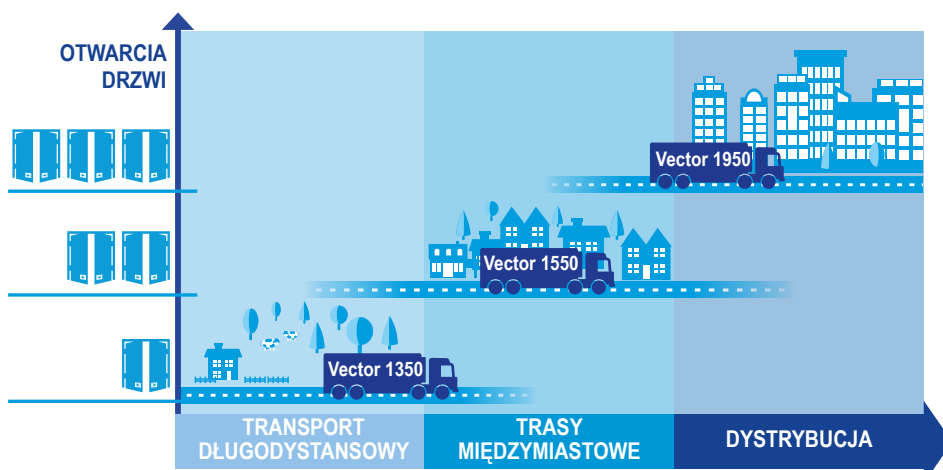 OTWARCIA
DRZWI
Vector 1950
Vector 1550
Vector 1350
TRANSPORT
DŁUGODYSTANSOWY
TRASY
MIĘDZYMIASTOWE
DYSTRYBUCJA